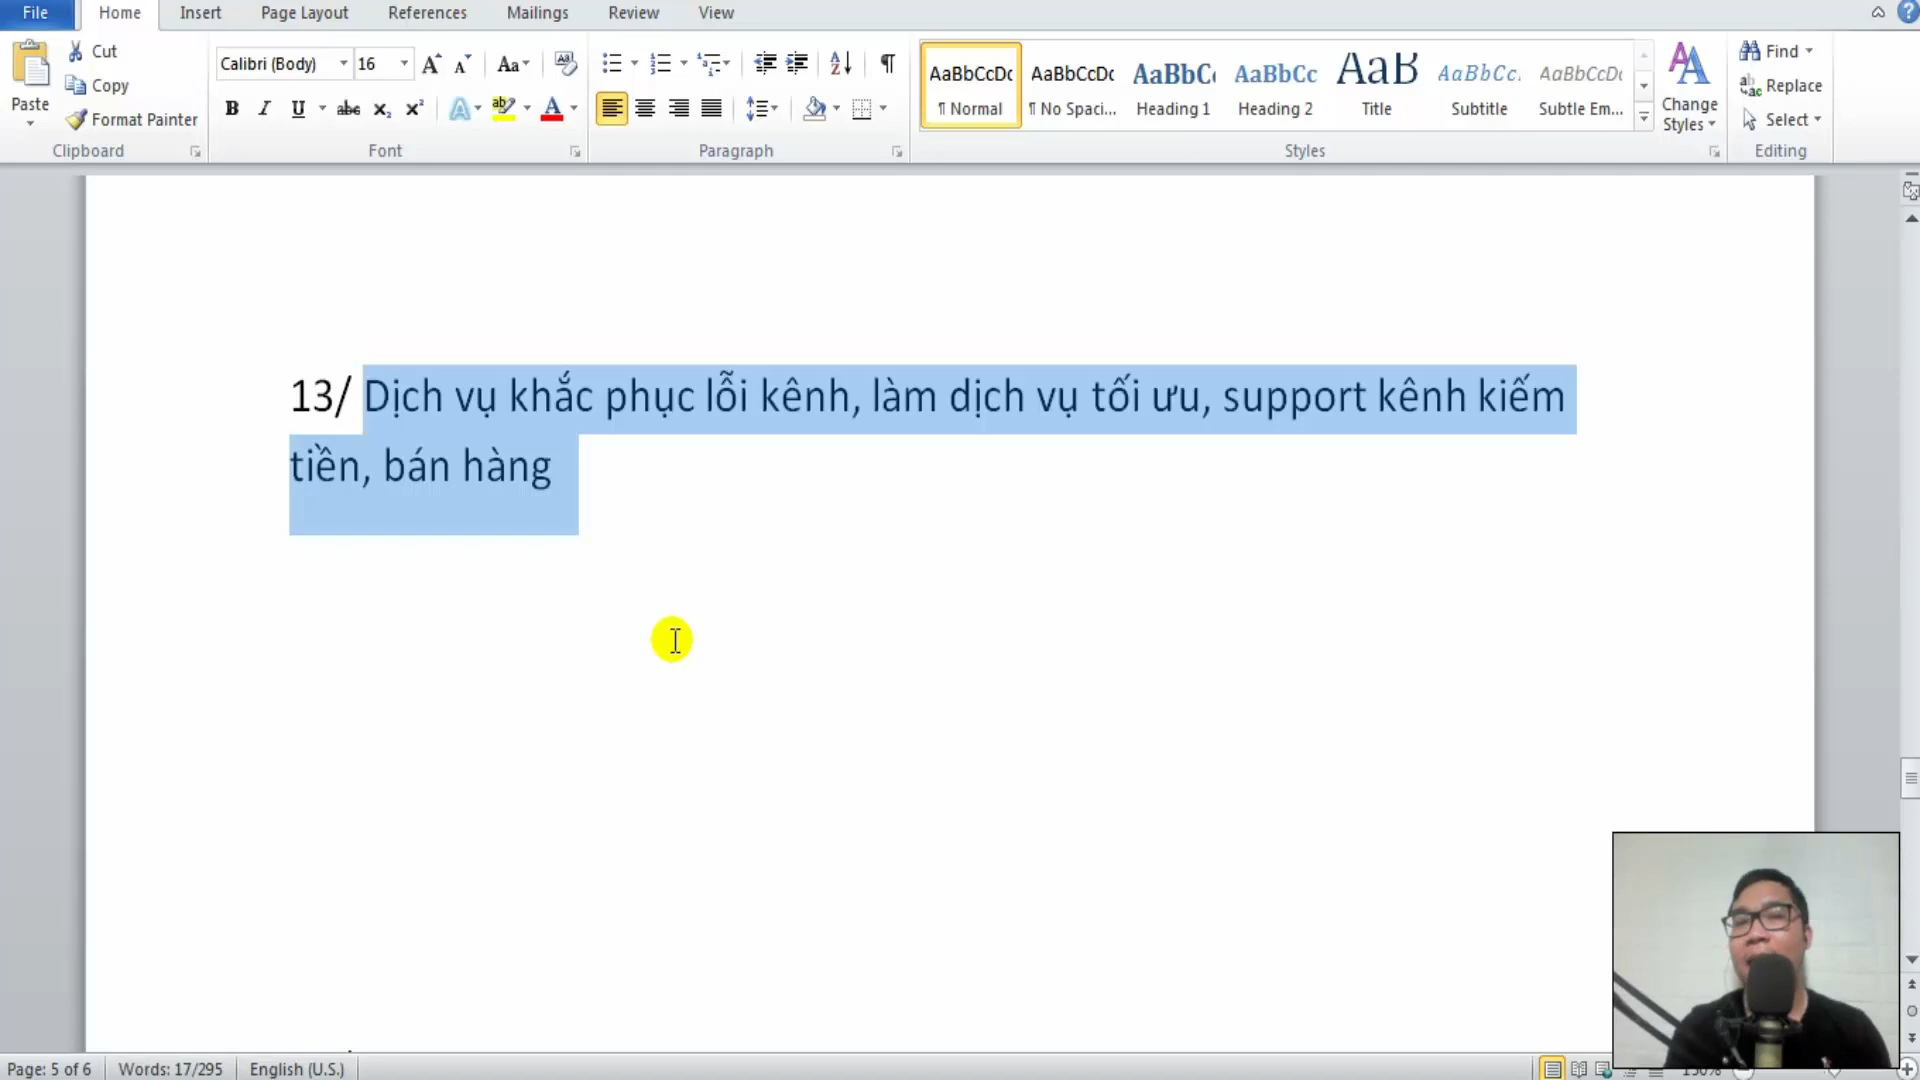 File Home Insert Page Layout References Mailings Review View
Cut
Copy
Paste
Format Painter
Clipboard
Calibri (Body) 16
Font
Paragraph
AaBbCcDc AaBbCcDc AaBbC AaBbCc AaB AaBbCc. AaBbCcDc
¶ Normal ¶ No Spaci... Heading 1 Heading 2 Title Subtitle Subtle Em...
Change
Styles
Styles
Find
Replace
Select
Editing
13/ Dịch vụ khắc phục lỗi kênh, làm dịch vụ tối ưu, support kênh kiếm
tiền, bán hàng
Page: 5 of 6 Words: 17/295 English (U.S.) 150%